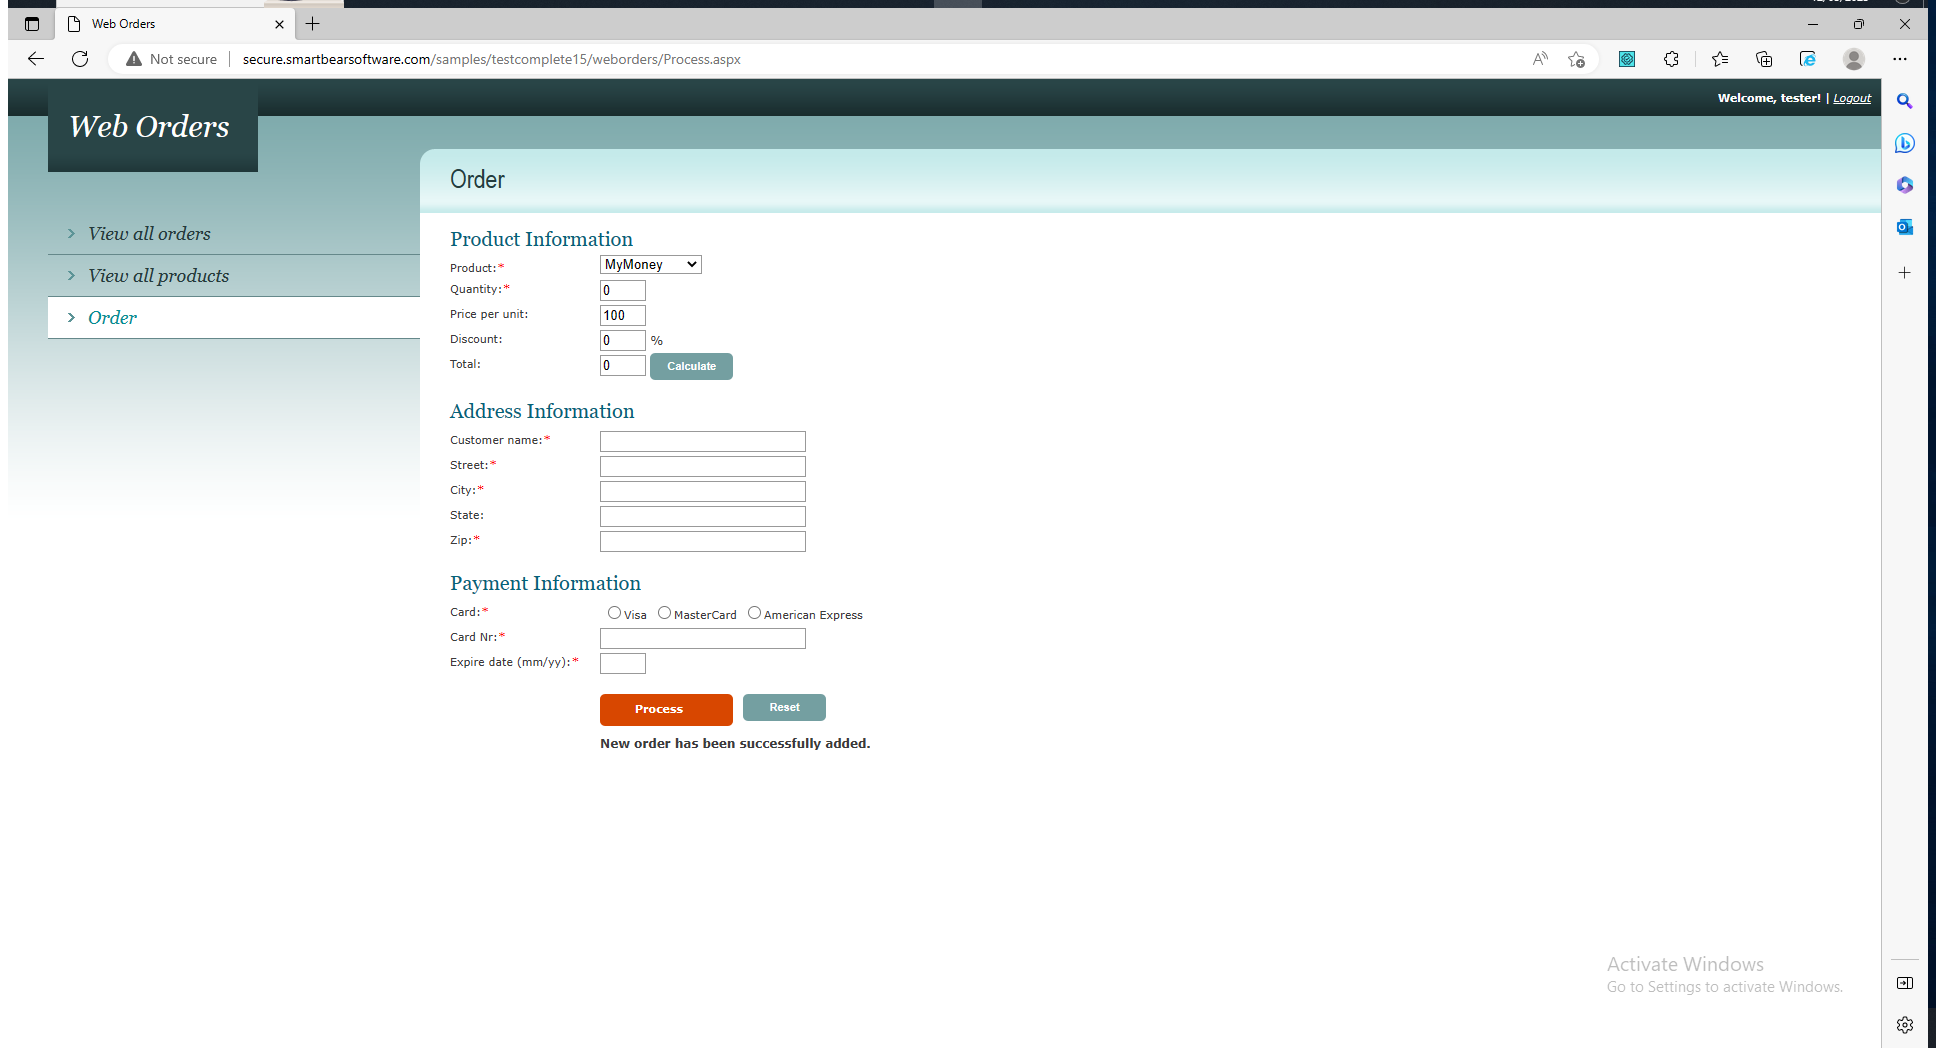 Web Orders
Not secure
secure.smartbearsoftware.com/samples/testcomplete15/weborders/Process.aspx
Welcome, tester! | Logout
Web Orders
View all orders
View all products
Order
Order
Product Information
Product:* MyMoney
Quantity:* 0
Price per unit: 100
Discount: 0 %
Total: 0 Calculate
Address Information
Customer name:*
Street:*
City:*
State:
Zip:*
Payment Information
Card:* Visa MasterCard American Express
Card Nr:*
Expire date (mm/yy):*
Process Reset
New order has been successfully added.
Activate Windows
Go to Settings to activate Windows.